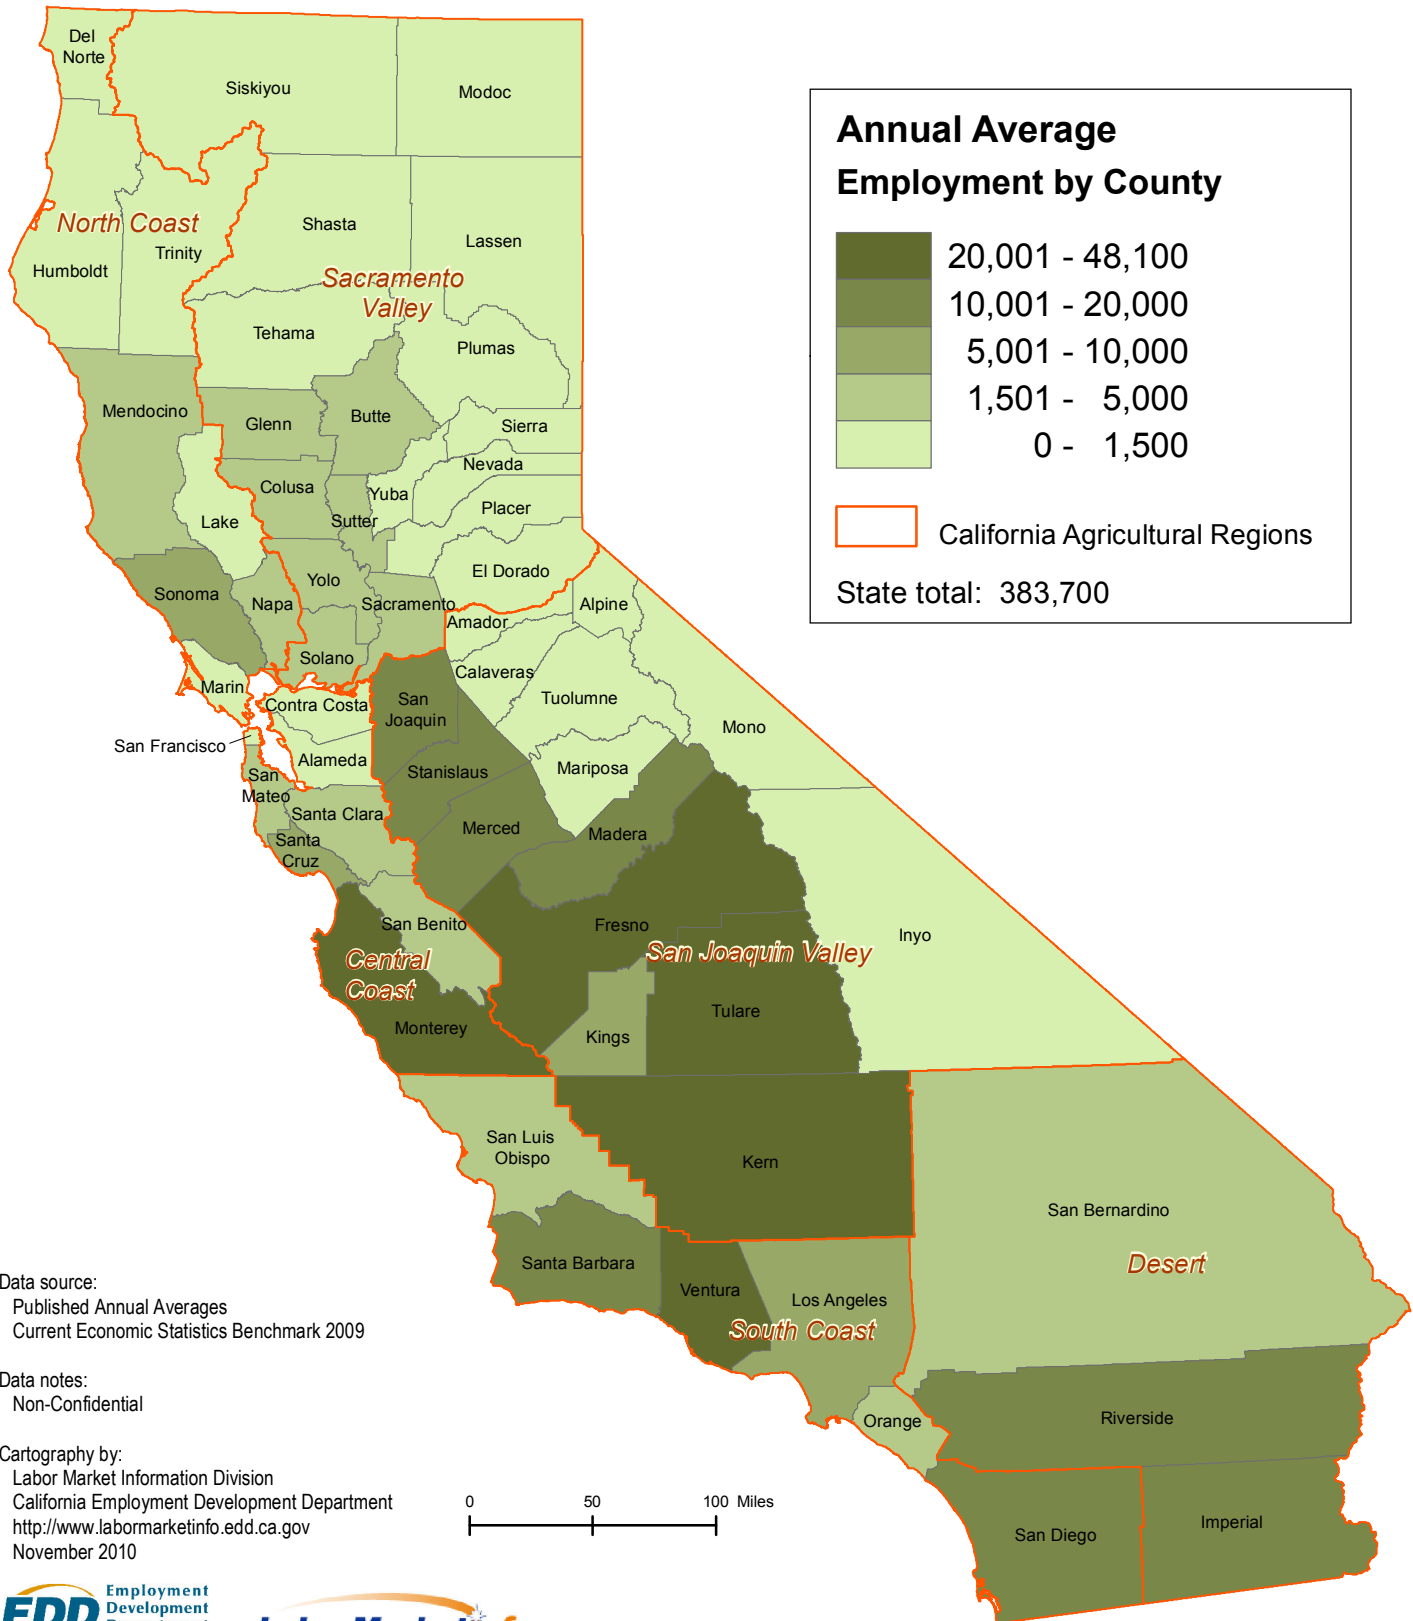 Del
Norte
Siskiyou
Modoc
Annual Average
Employment by County
20,001 - 48,100
10,001 - 20,000
5,001 - 10,000
1,501 - 5,000
0 - 1,500
California Agricultural Regions
State total: 383,700
North Coast
Humboldt
Trinity
Shasta
Lassen
Sacramento
Valley
Tehama
Plumas
Mendocino
Glenn
Butte
Sierra
Nevada
Colusa
Yuba
Placer
Lake
Sutter
El Dorado
Sonoma
Napa
Yolo
Sacramento
Alpine
Amador
Solano
Calaveras
Marin
Contra Costa
San
Joaquin
Tuolumne
Mono
San Francisco
Alameda
Stanislaus
Mariposa
San
Mateo
Santa Clara
Merced
Madera
Santa
Cruz
San Benito
Fresno
San Joaquin Valley
Inyo
Central
Coast
Monterey
Kings
Tulare
San Luis
Obispo
Kern
San Bernardino
Desert
Santa Barbara
Ventura
Los Angeles
South Coast
Orange
Riverside
San Diego
Imperial
Data source:
Published Annual Averages
Current Economic Statistics Benchmark 2009
Data notes:
Non-Confidential
Cartography by:
Labor Market Information Division
California Employment Development Department
http://www.labormarketinfo.edd.ca.gov
November 2010
0 50 100 Miles
EDD
Employment
Development